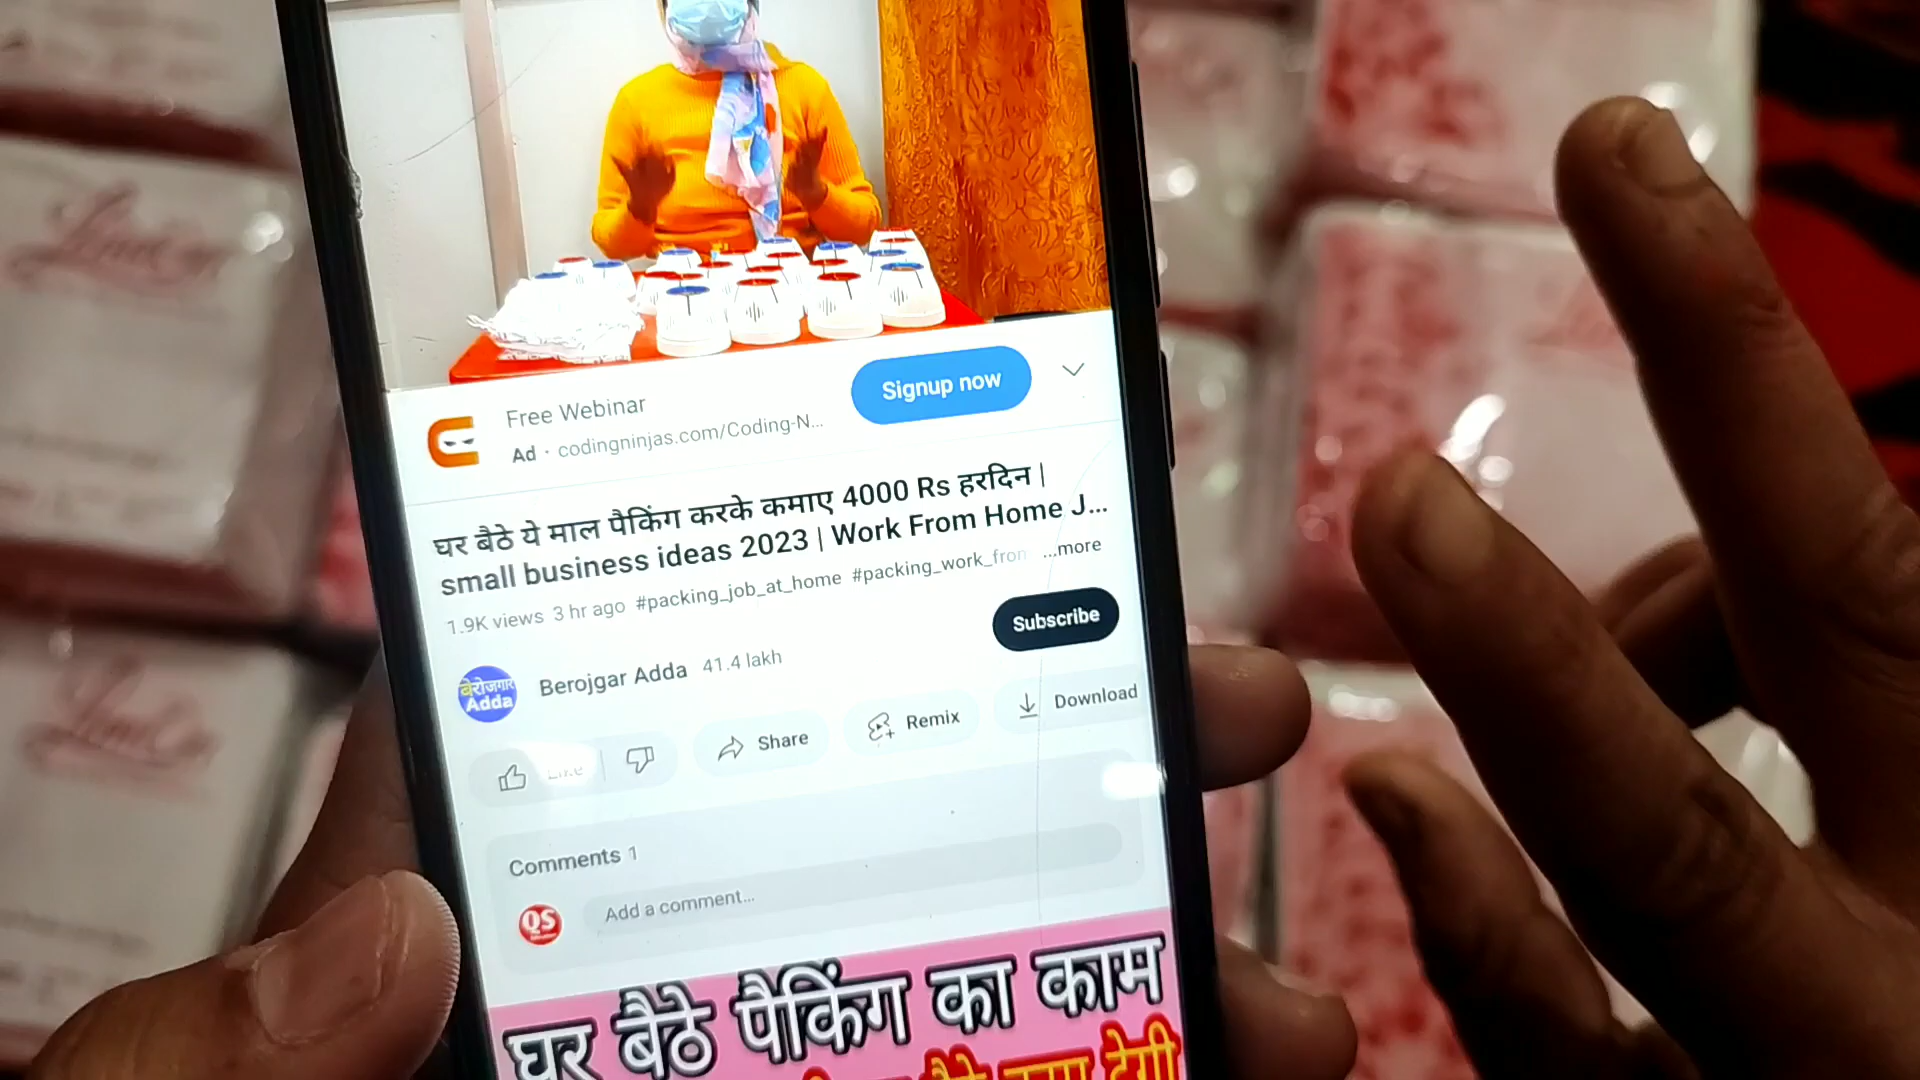 Free Webinar
Signup now
Ad · codingninjas.com/Coding-N...
घर बैठे ये माल पैकिंग करके कमाए 4000 Rs हरदिन |
small business ideas 2023 | Work From Home J...
1.9K views 3 hr ago #packing_job_at_home #packing_work_fron ...more
बेरोजगार
Adda
Berojgar Adda 41.4 lakh
Subscribe
Like
Share
Remix
Download
Comments 1
QS
Add a comment...
घर बैठे पैकिंग का काम